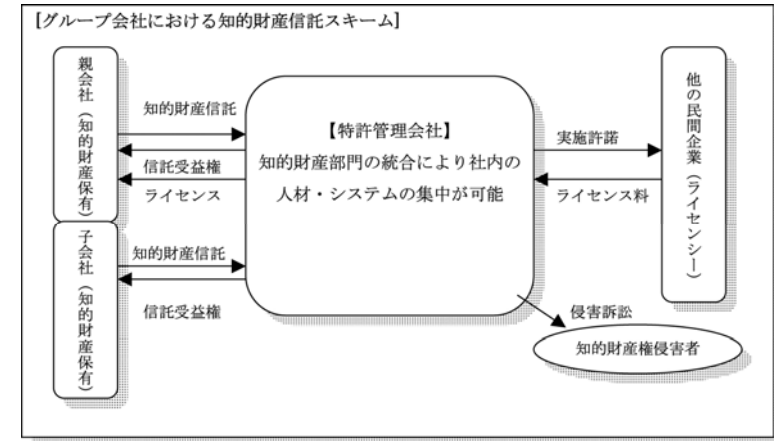 [グループ会社における知的財産信託スキーム]
親会社（知的財産保有）
知的財産信託
信託受益権
ライセンス
子会社（知的財産保有）
知的財産信託
信託受益権
【特許管理会社】
知的財産部門の統合により社内の
人材・システムの集中が可能
実施許諾
ライセンス料
他の民間企業（ライセンシー）
侵害訴訟
知的財産権侵害者